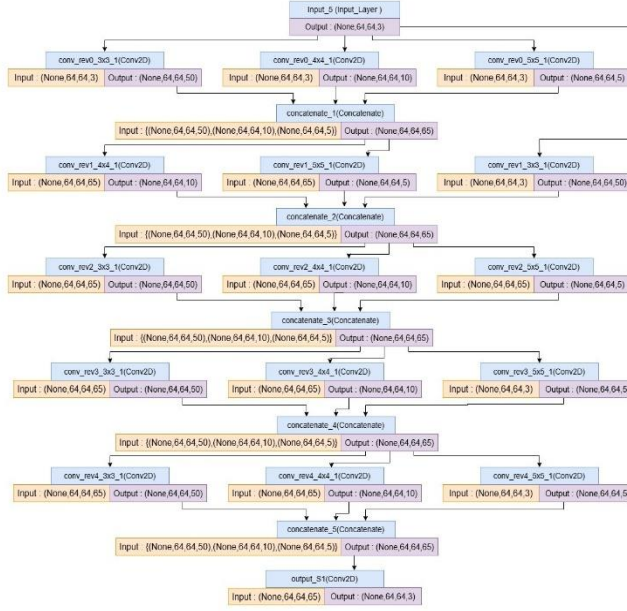 Input_5 (Input_Layer )
Output : (None,64,64,3)
conv_rev0_3x3_1(Conv2D) conv_rev0_4x4_1(Conv2D) conv_rev0_5x5_1(Conv2D)
Input : (None,64,64,3) Output : (None,64,64,50) Input : (None,64,64,3) Output : (None,64,64,10) Input : (None,64,64,3) Output : (None,64,64,5)
concatenate_1(Concatenate)
Input : {(None,64,64,50),(None,64,64,10),(None,64,64,5)} Output : (None,64,64,65)
conv_rev1_4x4_1(Conv2D) conv_rev1_5x5_1(Conv2D) conv_rev1_3x3_1(Conv2D)
Input : (None,64,64,65) Output : (None,64,64,10) Input : (None,64,64,65) Output : (None,64,64,5) Input : (None,64,64,3) Output : (None,64,64,50)
concatenate_2(Concatenate)
Input : {(None,64,64,50),(None,64,64,10),(None,64,64,5)} Output : (None,64,64,65)
conv_rev2_3x3_1(Conv2D) conv_rev2_4x4_1(Conv2D) conv_rev2_5x5_1(Conv2D)
Input : (None,64,64,65) Output : (None,64,64,50) Input : (None,64,64,65) Output : (None,64,64,10) Input : (None,64,64,65) Output : (None,64,64,5)
concatenate_3(Concatenate)
Input : {(None,64,64,50),(None,64,64,10),(None,64,64,5)} Output : (None,64,64,65)
conv_rev3_3x3_1(Conv2D) conv_rev3_4x4_1(Conv2D) conv_rev3_5x5_1(Conv2D)
Input : (None,64,64,65) Output : (None,64,64,50) Input : (None,64,64,65) Output : (None,64,64,10) Input : (None,64,64,3) Output : (None,64,64,5
concatenate_4(Concatenate)
Input : {(None,64,64,50),(None,64,64,10),(None,64,64,5)} Output : (None,64,64,65)
conv_rev4_3x3_1(Conv2D) conv_rev4_4x4_1(Conv2D) conv_rev4_5x5_1(Conv2D)
Input : (None,64,64,65) Output : (None,64,64,50) Input : (None,64,64,65) Output : (None,64,64,10) Input : (None,64,64,3) Output : (None,64,64,5
concatenate_5(Concatenate)
Input : {(None,64,64,50),(None,64,64,10),(None,64,64,5)} Output : (None,64,64,65)
output_S1(Conv2D)
Input : (None,64,64,65) Output : (None,64,64,3)